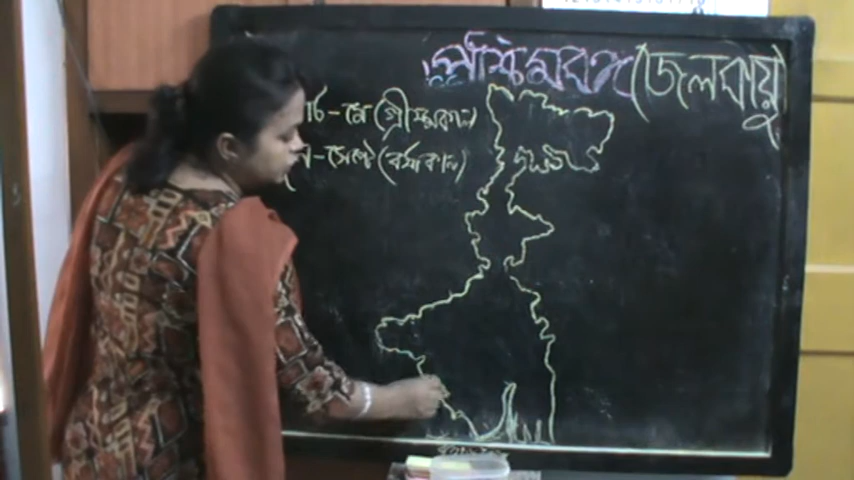 পশ্চিমবঙ্গ (জলবায়ু)
র্চ-মে (গ্রীষ্মকাল)
ন-সেপ্টে (বর্ষাকাল)